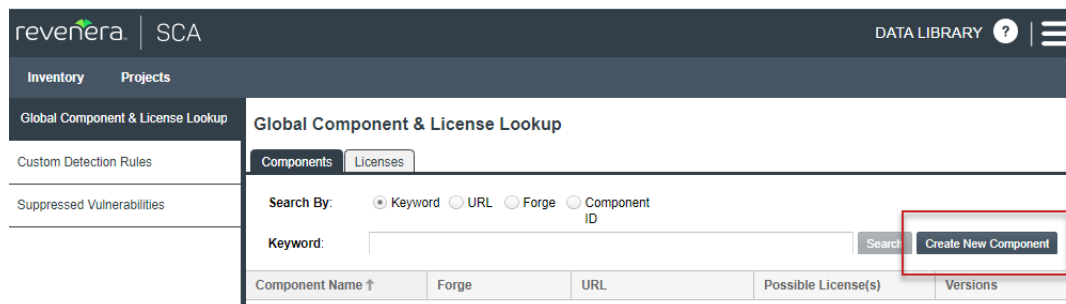 revenera. SCA DATA LIBRARY ?
Inventory Projects
Global Component & License Lookup
Custom Detection Rules
Suppressed Vulnerabilities
Global Component & License Lookup
Components Licenses
Search By: Keyword URL Forge Component
ID
Keyword: Search Create New Component
Component Name ↑ Forge URL Possible License(s) Versions